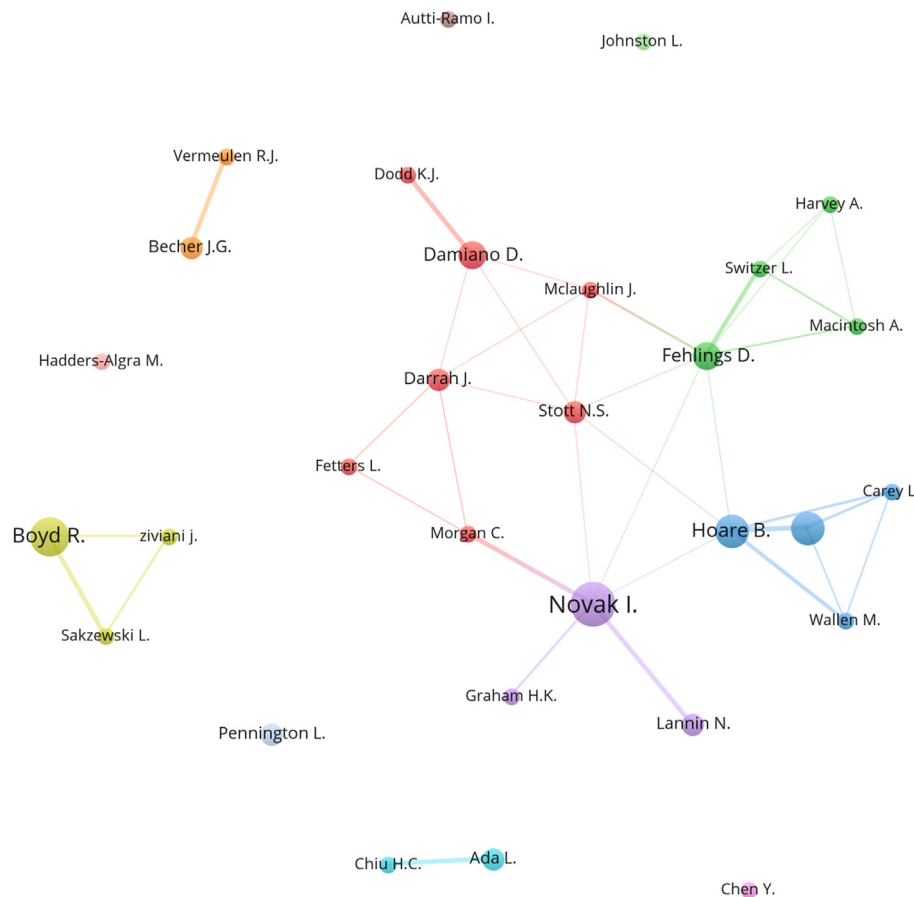 Autti-Ramo I.
Johnston L.
Vermeulen R.J.
Dodd K.J.
Harvey A.
Becher J.G.
Damiano D.
Switzer L.
Mclaughlin J.
Macintosh A.
Hadders-Algra M.
Fehlings D.
Darrah J.
Stott N.S.
Fetters L.
Carey L
Boyd R.
ziviani j.
Morgan C.
Hoare B.
Novak I.
Wallen M.
Sakzewski L.
Graham H.K.
Lannin N.
Pennington L.
Chiu H.C.
Ada L.
Chen Y.